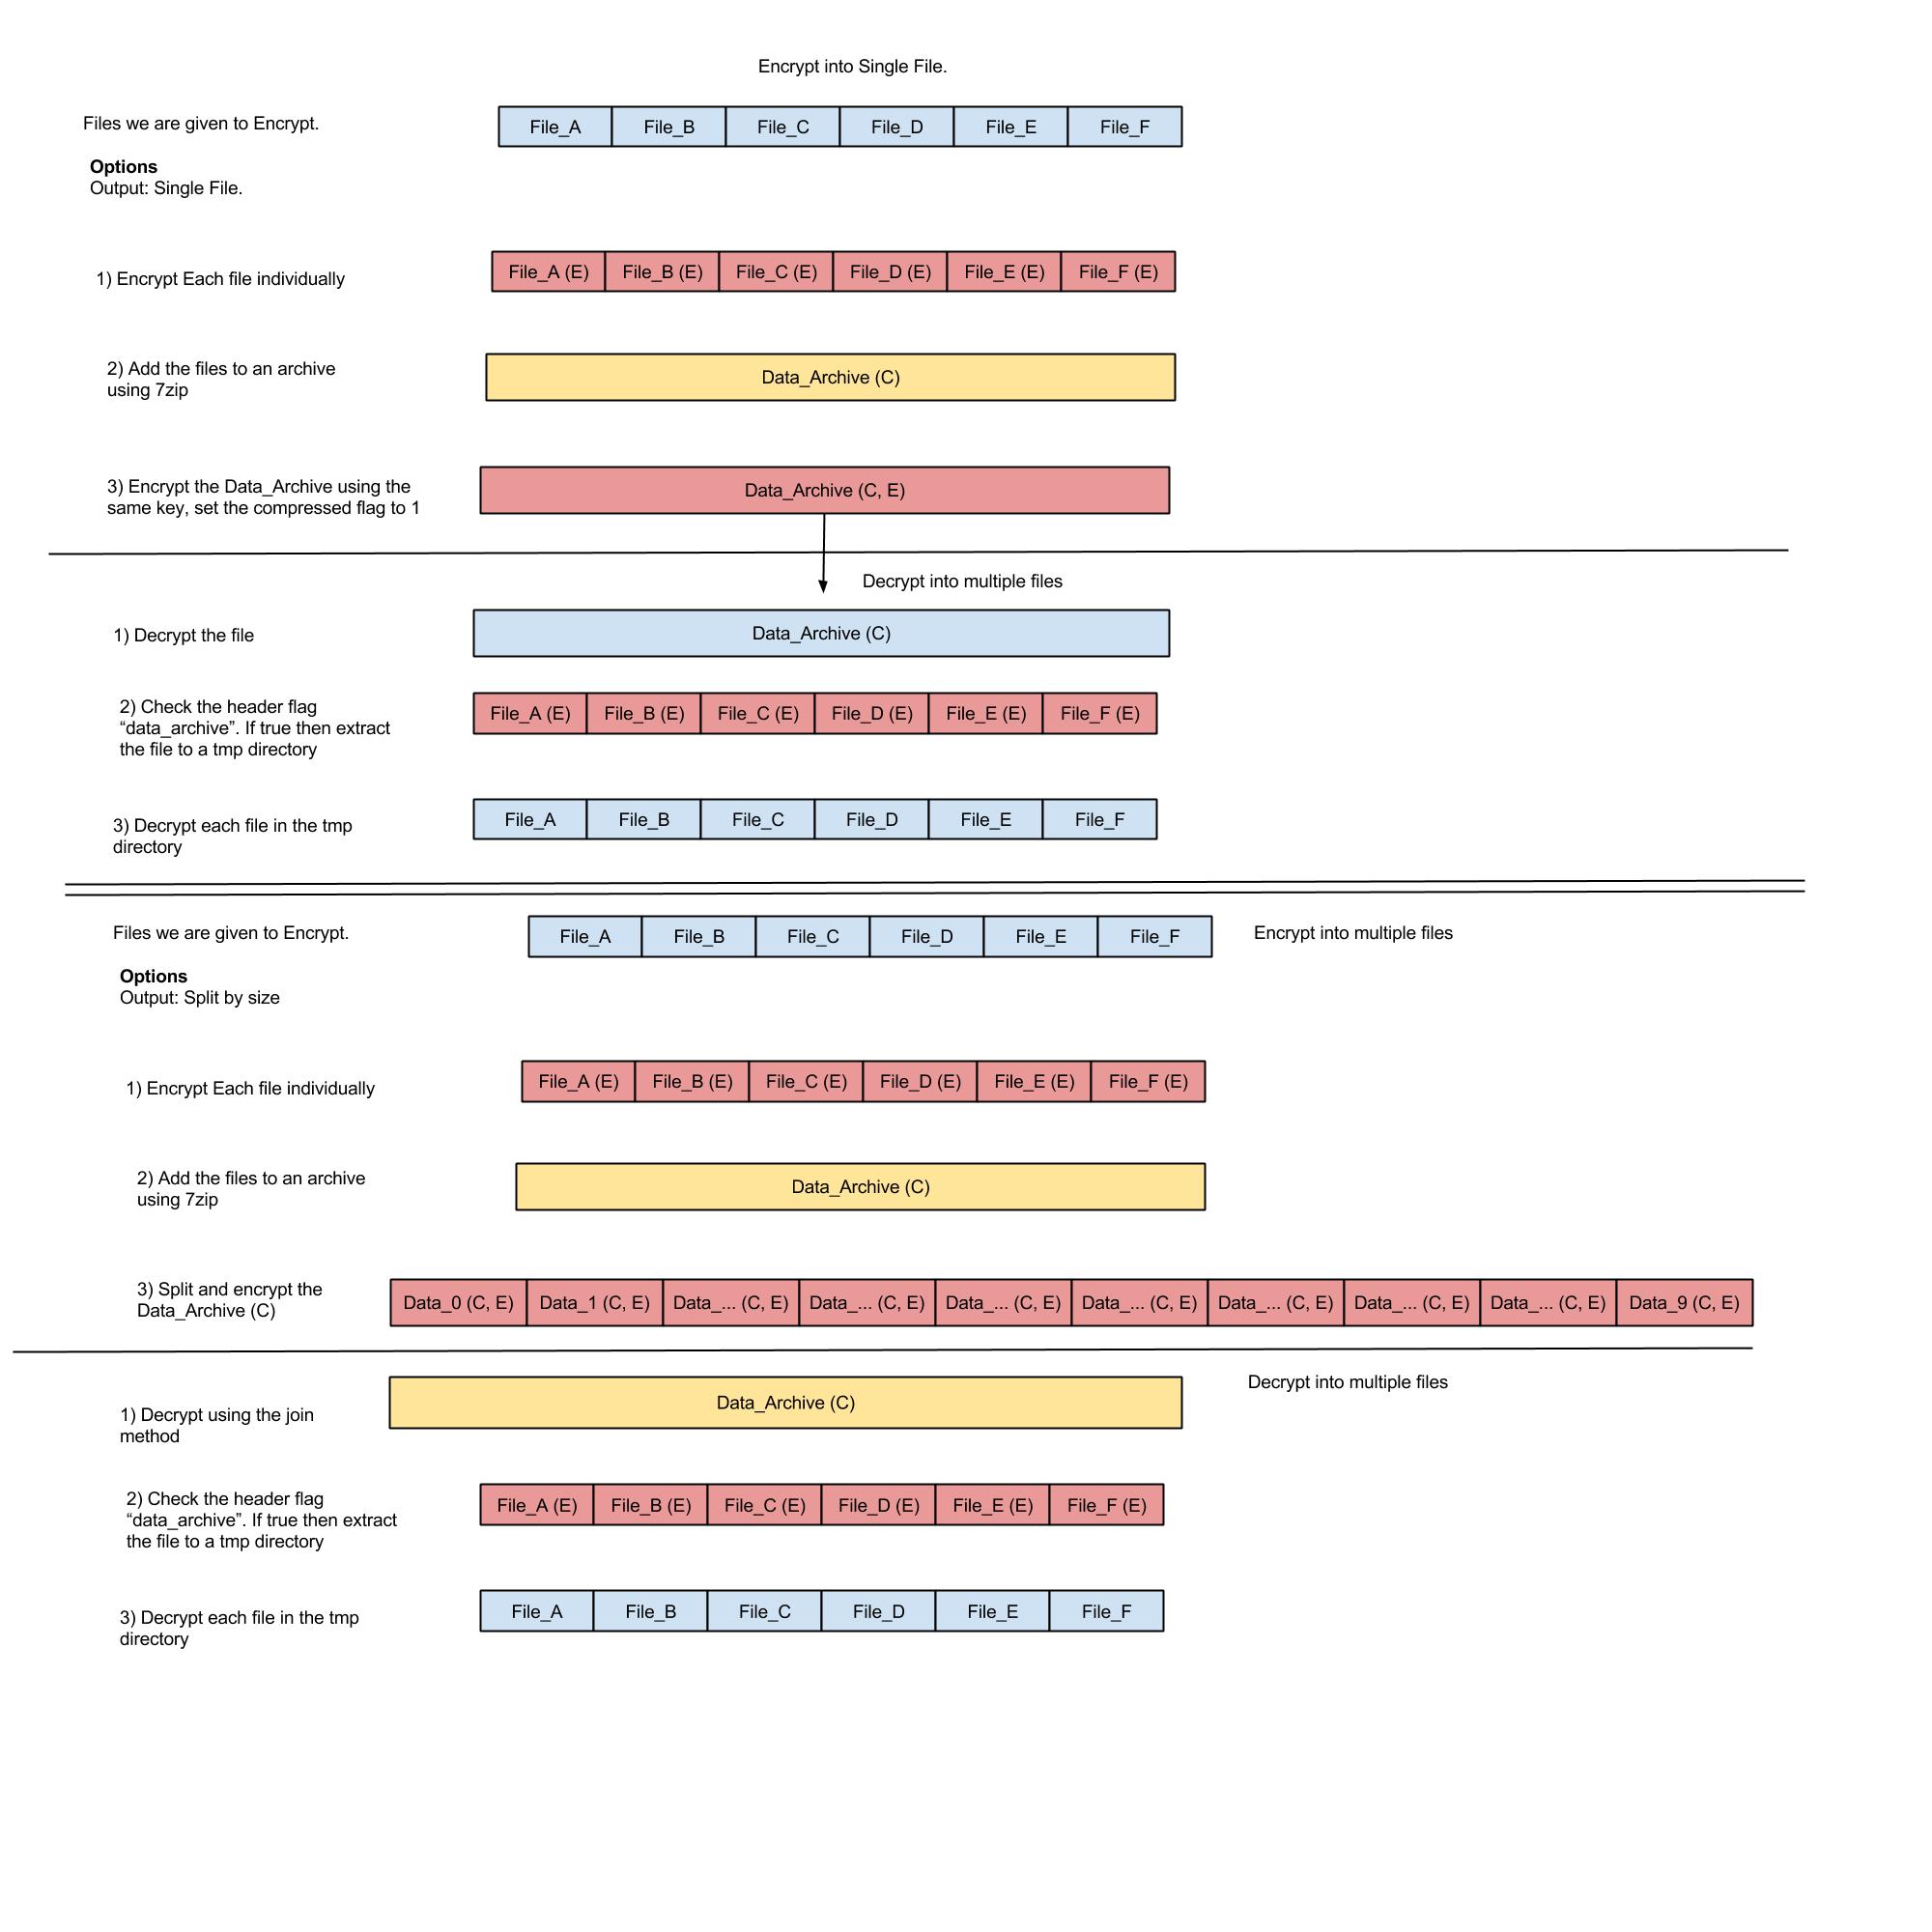 Encrypt into Single File.
Files we are given to Encrypt.
File_A File_B File_C File_D File_E File_F
Options
Output: Single File.
1) Encrypt Each file individually
File_A (E) File_B (E) File_C (E) File_D (E) File_E (E) File_F (E)
2) Add the files to an archive
using 7zip
Data_Archive (C)
3) Encrypt the Data_Archive using the
same key, set the compressed flag to 1
Data_Archive (C, E)
Decrypt into multiple files
1) Decrypt the file
Data_Archive (C)
2) Check the header flag
“data_archive”. If true then extract
the file to a tmp directory
File_A (E) File_B (E) File_C (E) File_D (E) File_E (E) File_F (E)
3) Decrypt each file in the tmp
directory
File_A File_B File_C File_D File_E File_F
Files we are given to Encrypt.
File_A File_B File_C File_D File_E File_F
Encrypt into multiple files
Options
Output: Split by size
1) Encrypt Each file individually
File_A (E) File_B (E) File_C (E) File_D (E) File_E (E) File_F (E)
2) Add the files to an archive
using 7zip
Data_Archive (C)
3) Split and encrypt the
Data_Archive (C)
Data_0 (C, E) Data_1 (C, E) Data_... (C, E) Data_... (C, E) Data_... (C, E) Data_... (C, E) Data_... (C, E) Data_... (C, E) Data_... (C, E) Data_9 (C, E)
Decrypt into multiple files
1) Decrypt using the join
method
Data_Archive (C)
2) Check the header flag
“data_archive”. If true then extract
the file to a tmp directory
File_A (E) File_B (E) File_C (E) File_D (E) File_E (E) File_F (E)
3) Decrypt each file in the tmp
directory
File_A File_B File_C File_D File_E File_F